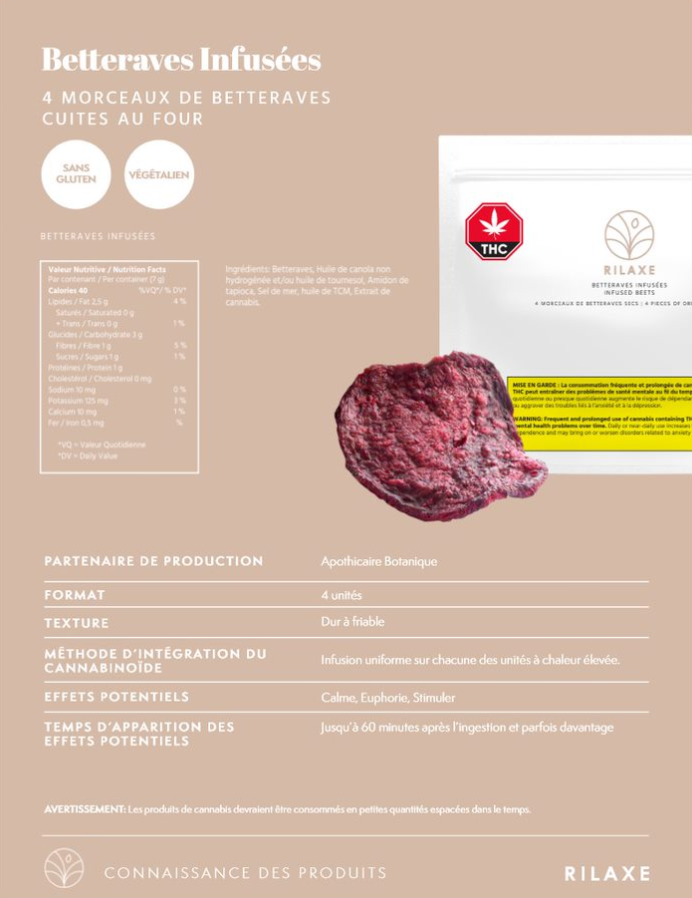 Betteraves Infusées
4 MORCEAUX DE BETTERAVES
CUITES AU FOUR
SANS
GLUTEN
VÉGÉTALIEN
BETTERAVES INFUSÉES
Valeur Nutritive / Nutrition Facts
Par contenant / Per container (7 g)
Calories 40 %VQ*/ % DV*
Lipides / Fat 2,5 g 4 %
Saturés / Saturated 0 g
+ Trans / Trans 0 g 1 %
Glucides / Carbohydrate 3 g
Fibres / Fibre 1 g 5 %
Sucres / Sugars 1 g 1 %
Protéines / Protein 1 g
Cholestérol / Cholesterol 0 mg
Sodium 10 mg 0 %
Potassium 125 mg 3 %
Calcium 10 mg 1 %
Fer / Iron 0,5 mg %
*VQ = Valeur Quotidienne
*DV = Daily Value
Ingrédients: Betteraves, Huile de canola non
hydrogénée et/ou huile de tournesol, Amidon de
tapioca, Sel de mer, huile de TCM, Extrait de
cannabis.
THC
RILAXE
BETTERAVES INFUSÉES
INFUSED BEETS
4 MORCEAUX DE BETTERAVES SECS | 4 PIECES OF
MISE EN GARDE : La consommation fréquente et prolongée de
THC peut entraîner des problèmes de santé mentale au fil du
quotidienne ou presque quotidienne augmente le risque de
ou aggraver des troubles liés à l'anxiété et à la dépression.
WARNING: Frequent and prolonged use of cannabis containing
mental health problems over time. Daily or near-daily use increases
dependence and may bring on or worsen disorders related to anxiety
PARTENAIRE DE PRODUCTION Apothicaire Botanique
FORMAT 4 unités
TEXTURE Dur à friable
MÉTHODE D'INTÉGRATION DU
CANNABINOÏDE
Infusion uniforme sur chacune des unités à chaleur élevée.
EFFETS POTENTIELS Calme, Euphorie, Stimuler
TEMPS D'APPARITION DES
EFFETS POTENTIELS
Jusqu'à 60 minutes après l'ingestion et parfois davantage
AVERTISSEMENT: Les produits de cannabis devraient être consommés en petites quantités espacées dans le temps.
CONNAISSANCE DES PRODUITS
RILAXE